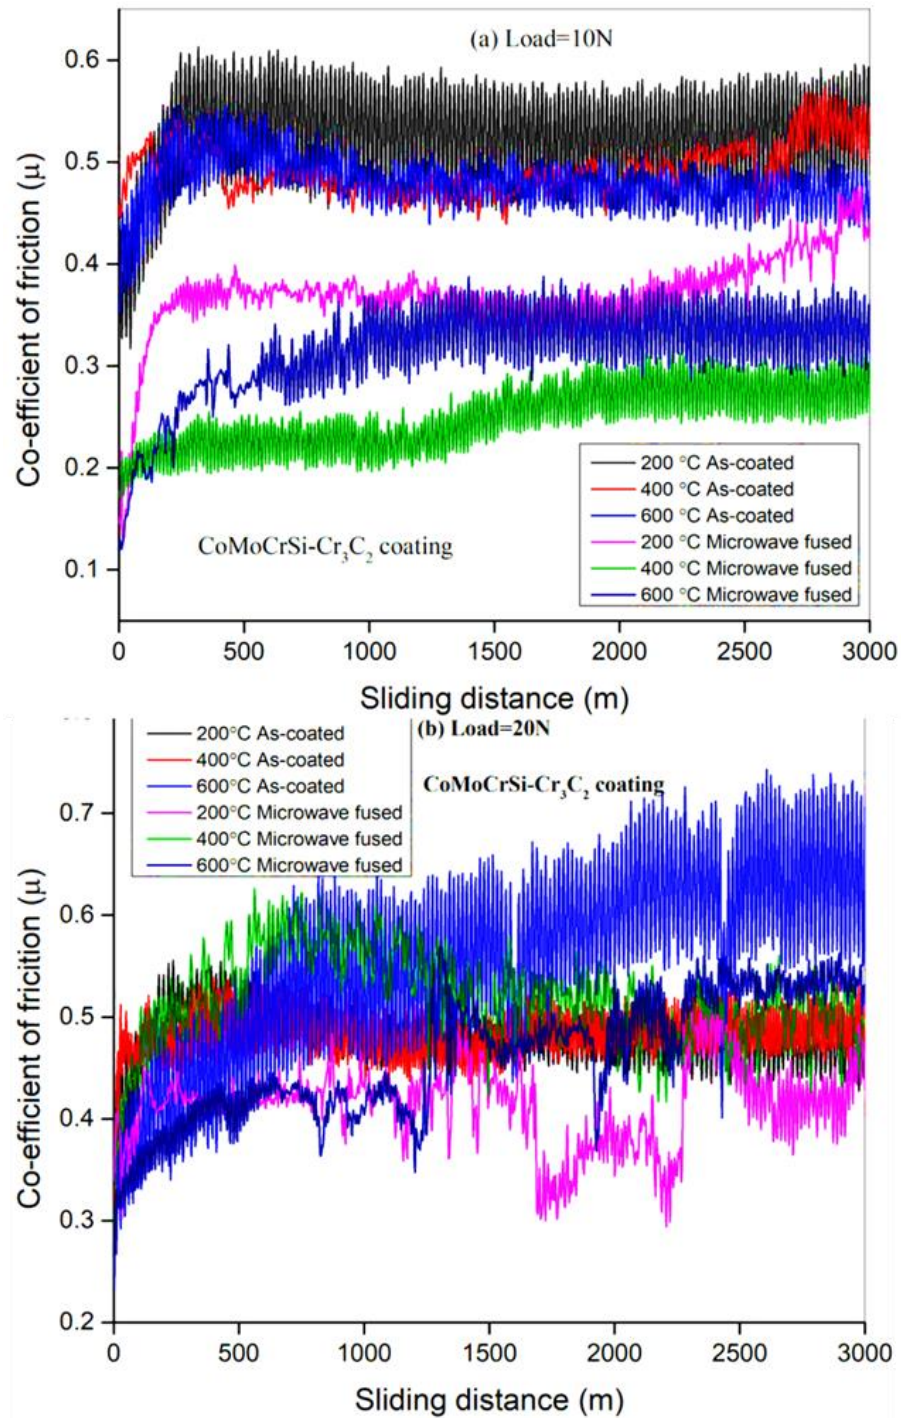 (a) Load=10N
0.6
0.5
0.4
0.3
0.2
0.1
Co-efficient of friction (μ)
CoMoCrSi-Cr₃C₂ coating
200 °C As-coated
400 °C As-coated
600 °C As-coated
200 °C Microwave fused
400 °C Microwave fused
600 °C Microwave fused
0 500 1000 1500 2000 2500 3000
Sliding distance (m)
(b) Load=20N
CoMoCrSi-Cr₃C₂ coating
200°C As-coated
400°C As-coated
600°C As-coated
200°C Microwave fused
400°C Microwave fused
600°C Microwave fused
0.7
0.6
0.5
0.4
0.3
0.2
Co-efficient of fricition (μ)
0 500 1000 1500 2000 2500 3000
Sliding distance (m)